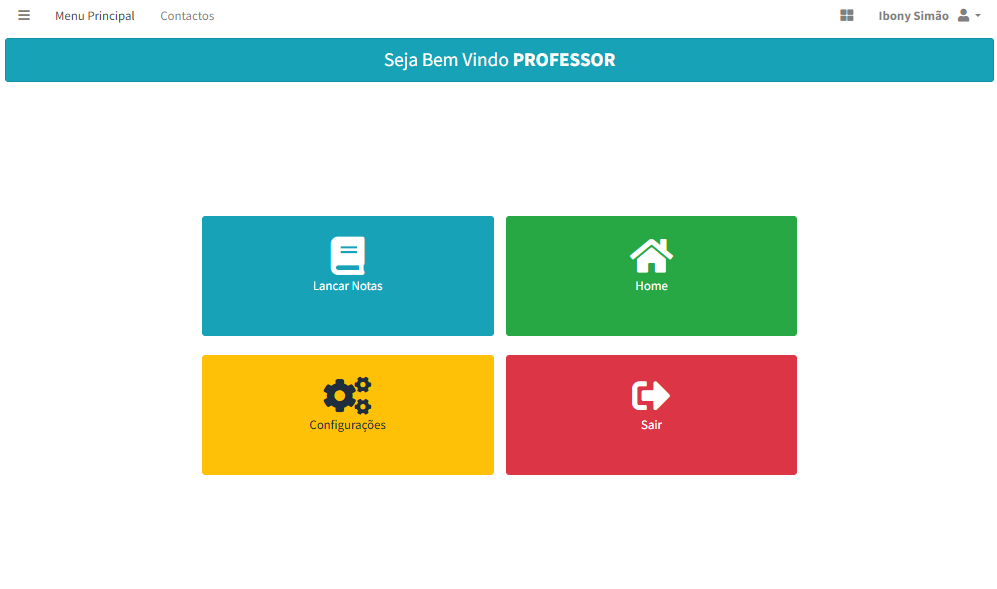 Menu Principal Contactos Ibony Simão
Seja Bem Vindo PROFESSOR
Lancar Notas
Home
Configurações
Sair